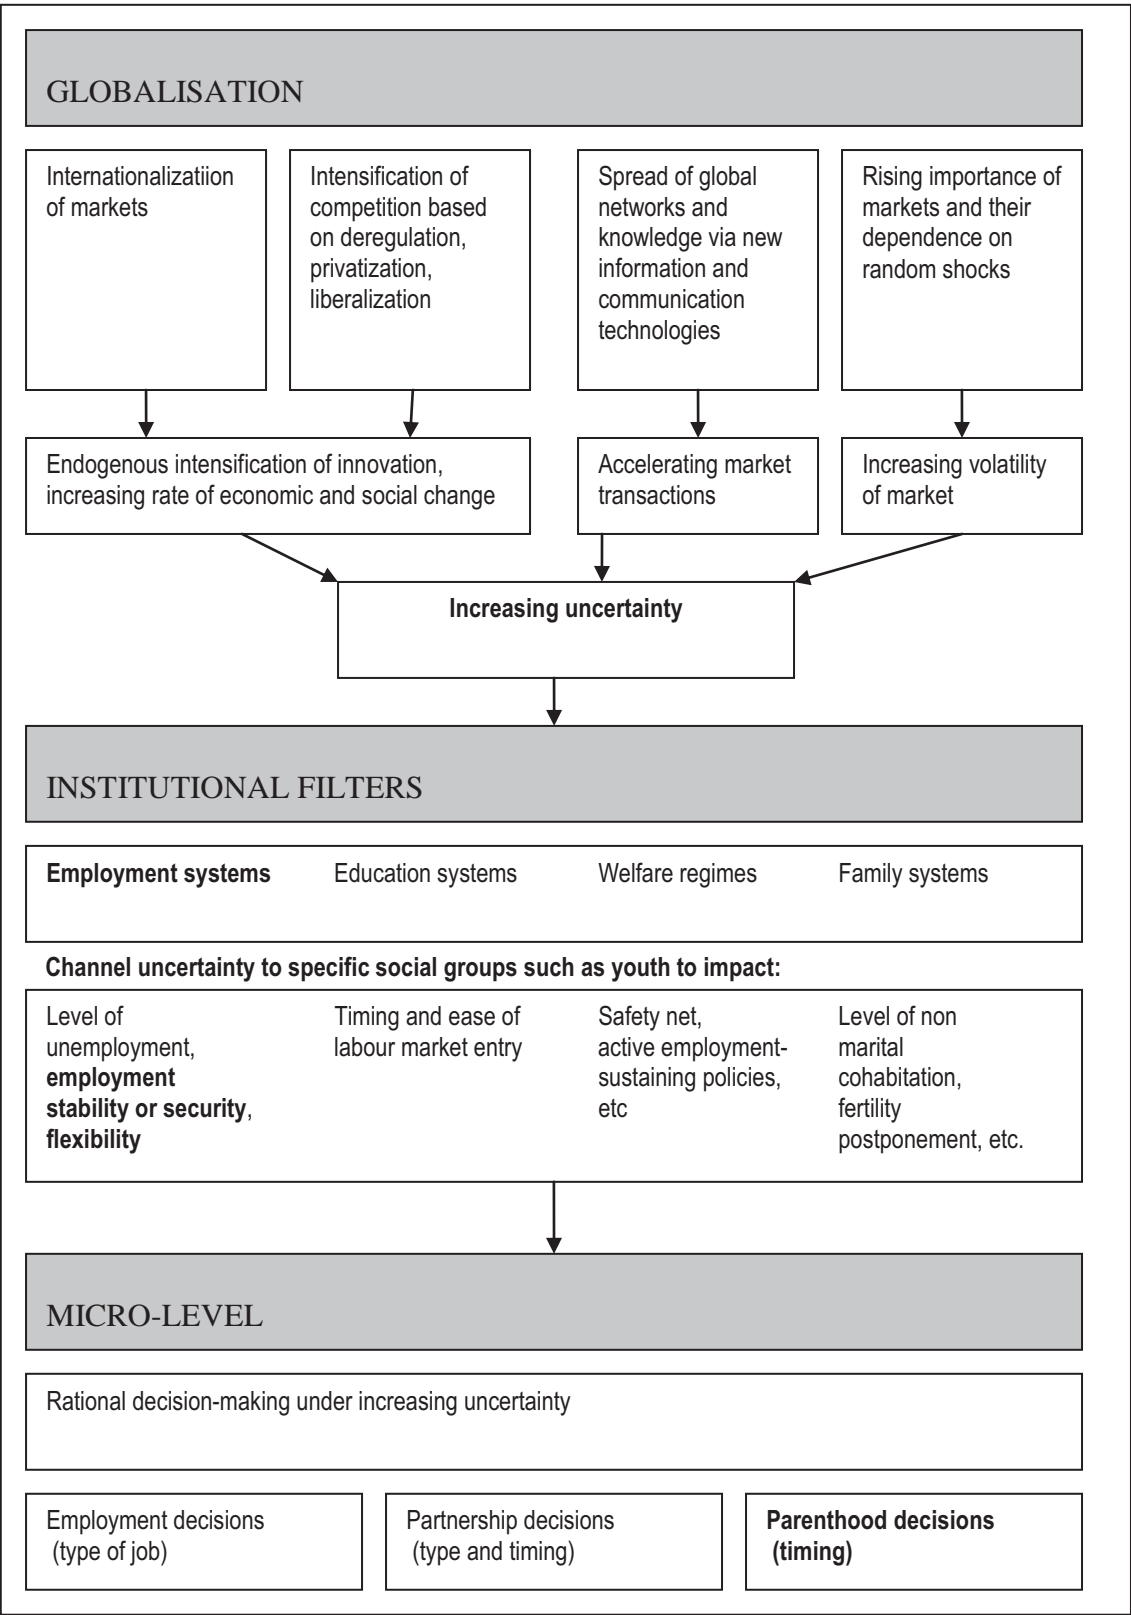 GLOBALISATION
Internationalizatiion
of markets
Intensification of
competition based
on deregulation,
privatization,
liberalization
Spread of global
networks and
knowledge via new
information and
communication
technologies
Rising importance of
markets and their
dependence on
random shocks
Endogenous intensification of innovation,
increasing rate of economic and social change
Accelerating market
transactions
Increasing volatility
of market
Increasing uncertainty
INSTITUTIONAL FILTERS
Employment systems
Education systems
Welfare regimes
Family systems
Channel uncertainty to specific social groups such as youth to impact:
Level of
unemployment,
employment
stability or security,
flexibility
Timing and ease of
labour market entry
Safety net,
active employment-
sustaining policies,
etc
Level of non
marital
cohabitation,
fertility
postponement, etc.
MICRO-LEVEL
Rational decision-making under increasing uncertainty
Employment decisions
(type of job)
Partnership decisions
(type and timing)
Parenthood decisions
(timing)